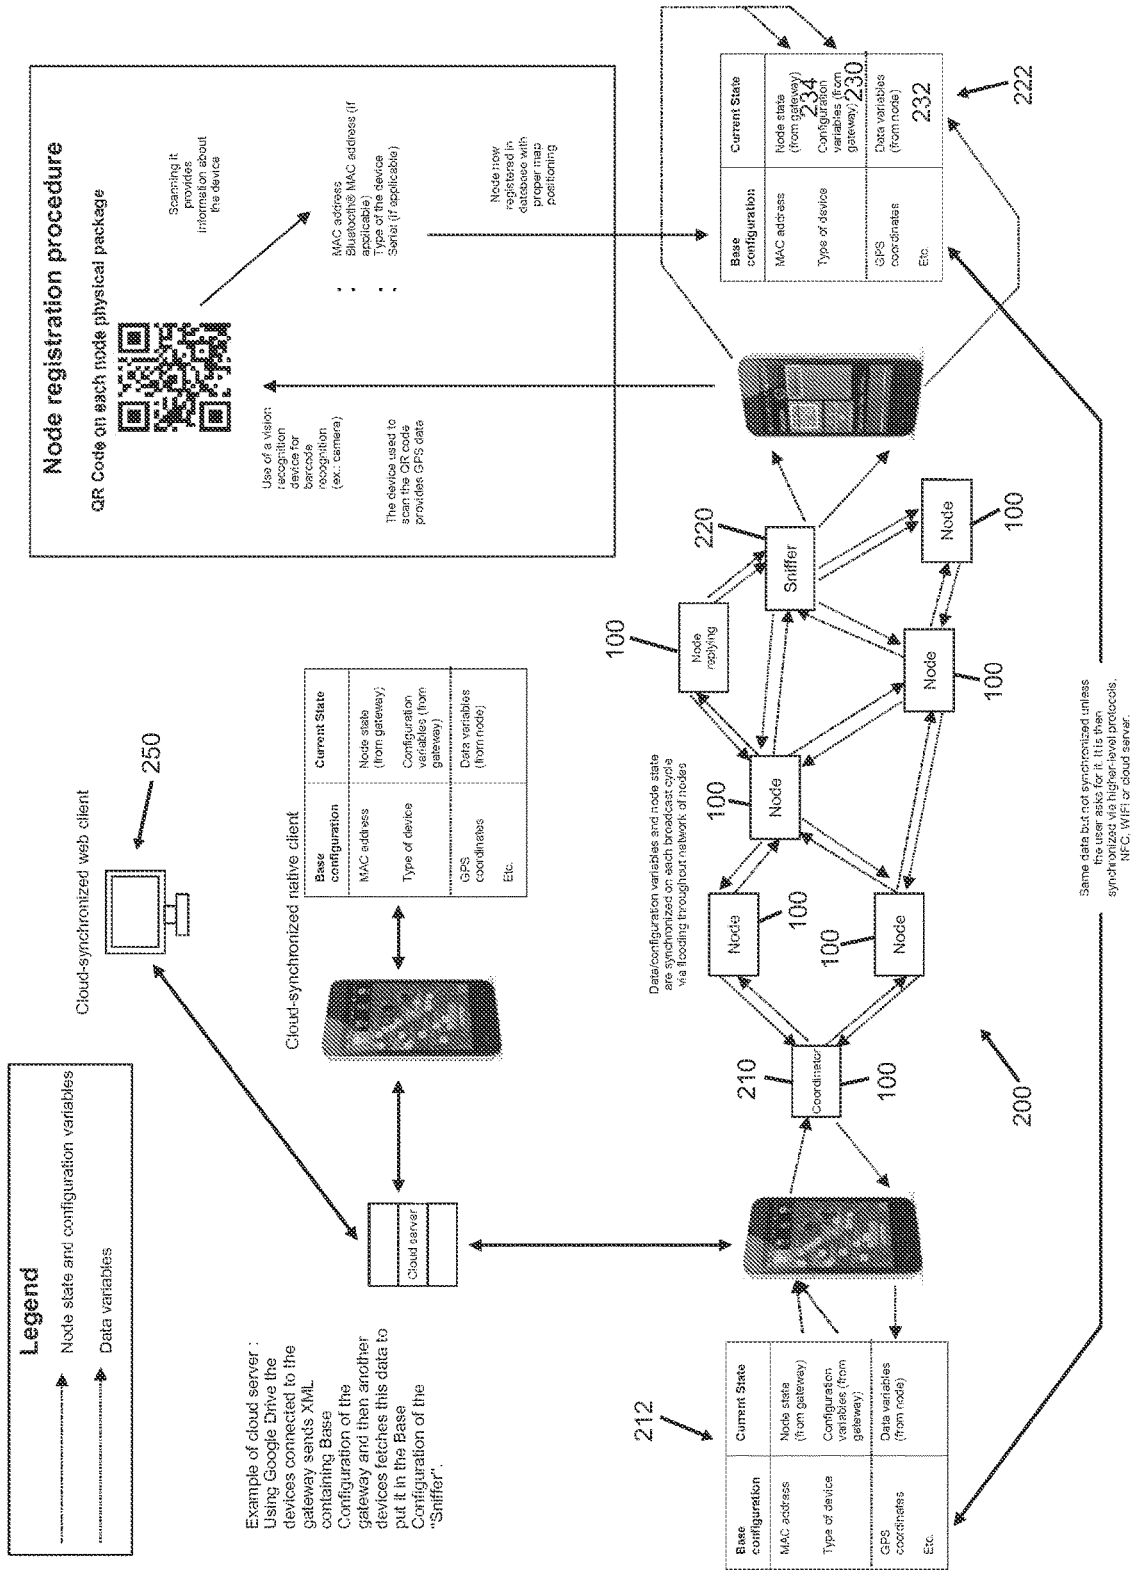 Legend
Node state and configuration variables
Data variables
Cloud-synchronized web client
250
Example of cloud server :
Using Google Drive the
devices connected to the
gateway sends XML
containing Base
Configuration of the
gateway and then another
devices fetches this data to
put it in the Base
Configuration of the
"Sniffer".
Cloud server
Cloud-synchronized native client
Base
configuration
Current State
MAC address
Node state
(from gateway)
Type of device
Configuration
variables (from
gateway)
GPS
coordinates
Data variables
(from node)
Etc.
Node registration procedure
QR Code on each node physical package
Scanning it
provides
information about
the device
Use of a vision
recognition
device for
barcode
recognition
(ex.: camera)
MAC address
Bluetooth® MAC address (if
applicable)
Type of the device
Serial (if applicable)
. . . .
The device used to
scan the QR code
provides GPS data
Node now
registered in
database with
proper map
positioning
212
Base
configuration
Current State
MAC address
Node state
(from gateway)
Type of device
Configuration
variables (from
gateway)
GPS
coordinates
Data variables
(from node)
Etc.
210
Coordinator
100
200
Data/configuration variables and node state
are synchronized on each broadcast cycle
via flooding throughout network of nodes
Node
100
100
Node
100
Node
100
Node
replying
220
Sniffer
Node
100
Node
100
Base
configuration
Current State
MAC address
Node state
(from gateway)
234
Type of device
Configuration
variables (from
gateway)
230
GPS
coordinates
Data variables
(from node)
Etc.
232
222
Same data but not synchronized unless
the user asks for it. It is then
synchronized via higher-level protocols,
NFC, WIFI or cloud server.